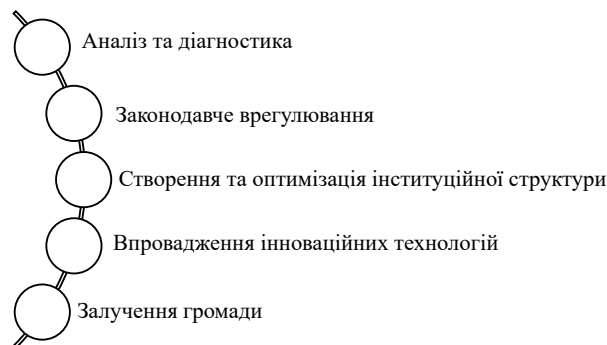 Аналіз та діагностика
Законодавче врегулювання
Створення та оптимізація інституційної структури
Впровадження інноваційних технологій
Залучення громади